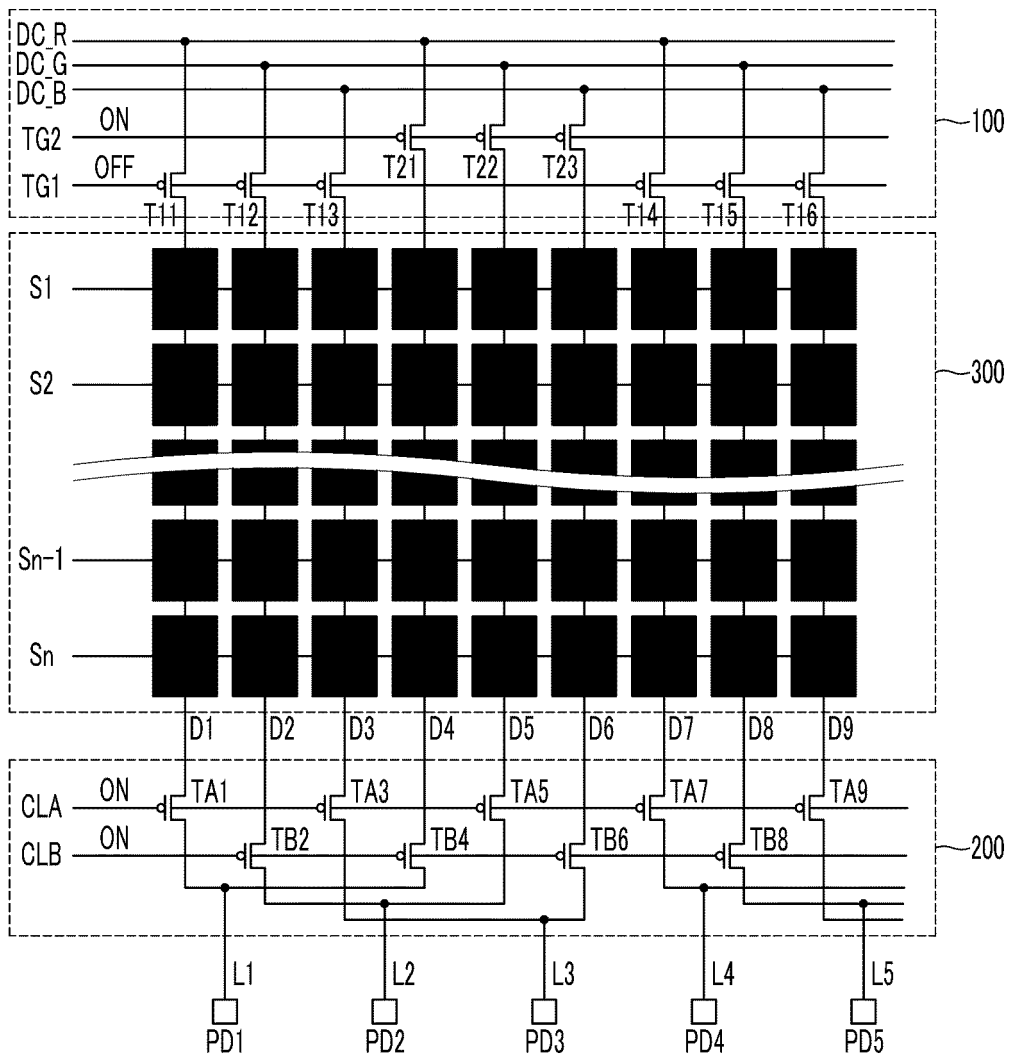 DC_R
DC_G
DC_B
TG2 ON
T21 T22 T23
TG1 OFF
T11 T12 T13 T14 T15 T16
100
S1
S2
300
Sn-1
Sn
D1 D2 D3 D4 D5 D6 D7 D8 D9
CLA ON TA1 TA3 TA5 TA7 TA9
CLB ON TB2 TB4 TB6 TB8
200
L1 L2 L3 L4 L5
PD1 PD2 PD3 PD4 PD5